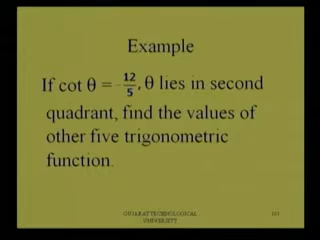 Example
If cot θ = -12/5, θ lies in second
quadrant, find the values of
other five trigonometric
function.
GUJARAT TECHNOLOGICAL
UNIVERSITY